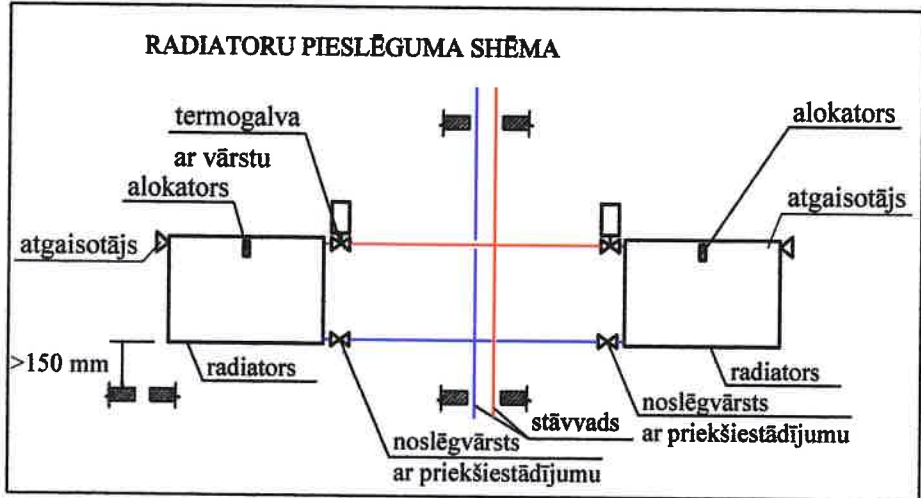 RADIATORU PIESLĒGUMA SHĒMA
termogalva
ar vārstu
alokators
atgaisotājs
>150 mm
radiators
noslēgvārsts
ar priekšiestādījumu
stāvvads
alokators
atgaisotājs
radiators
noslēgvārsts
ar priekšiestādījumu